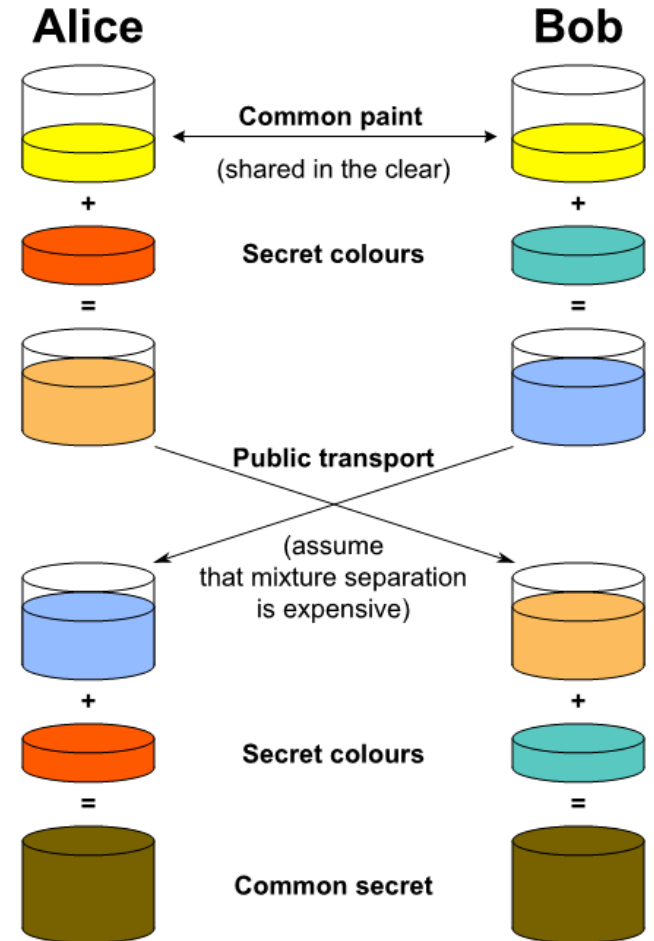 Alice
Bob
Common paint
(shared in the clear)
+
+
Secret colours
=
=
Public transport
(assume
that mixture separation
is expensive)
+
+
Secret colours
=
=
Common secret